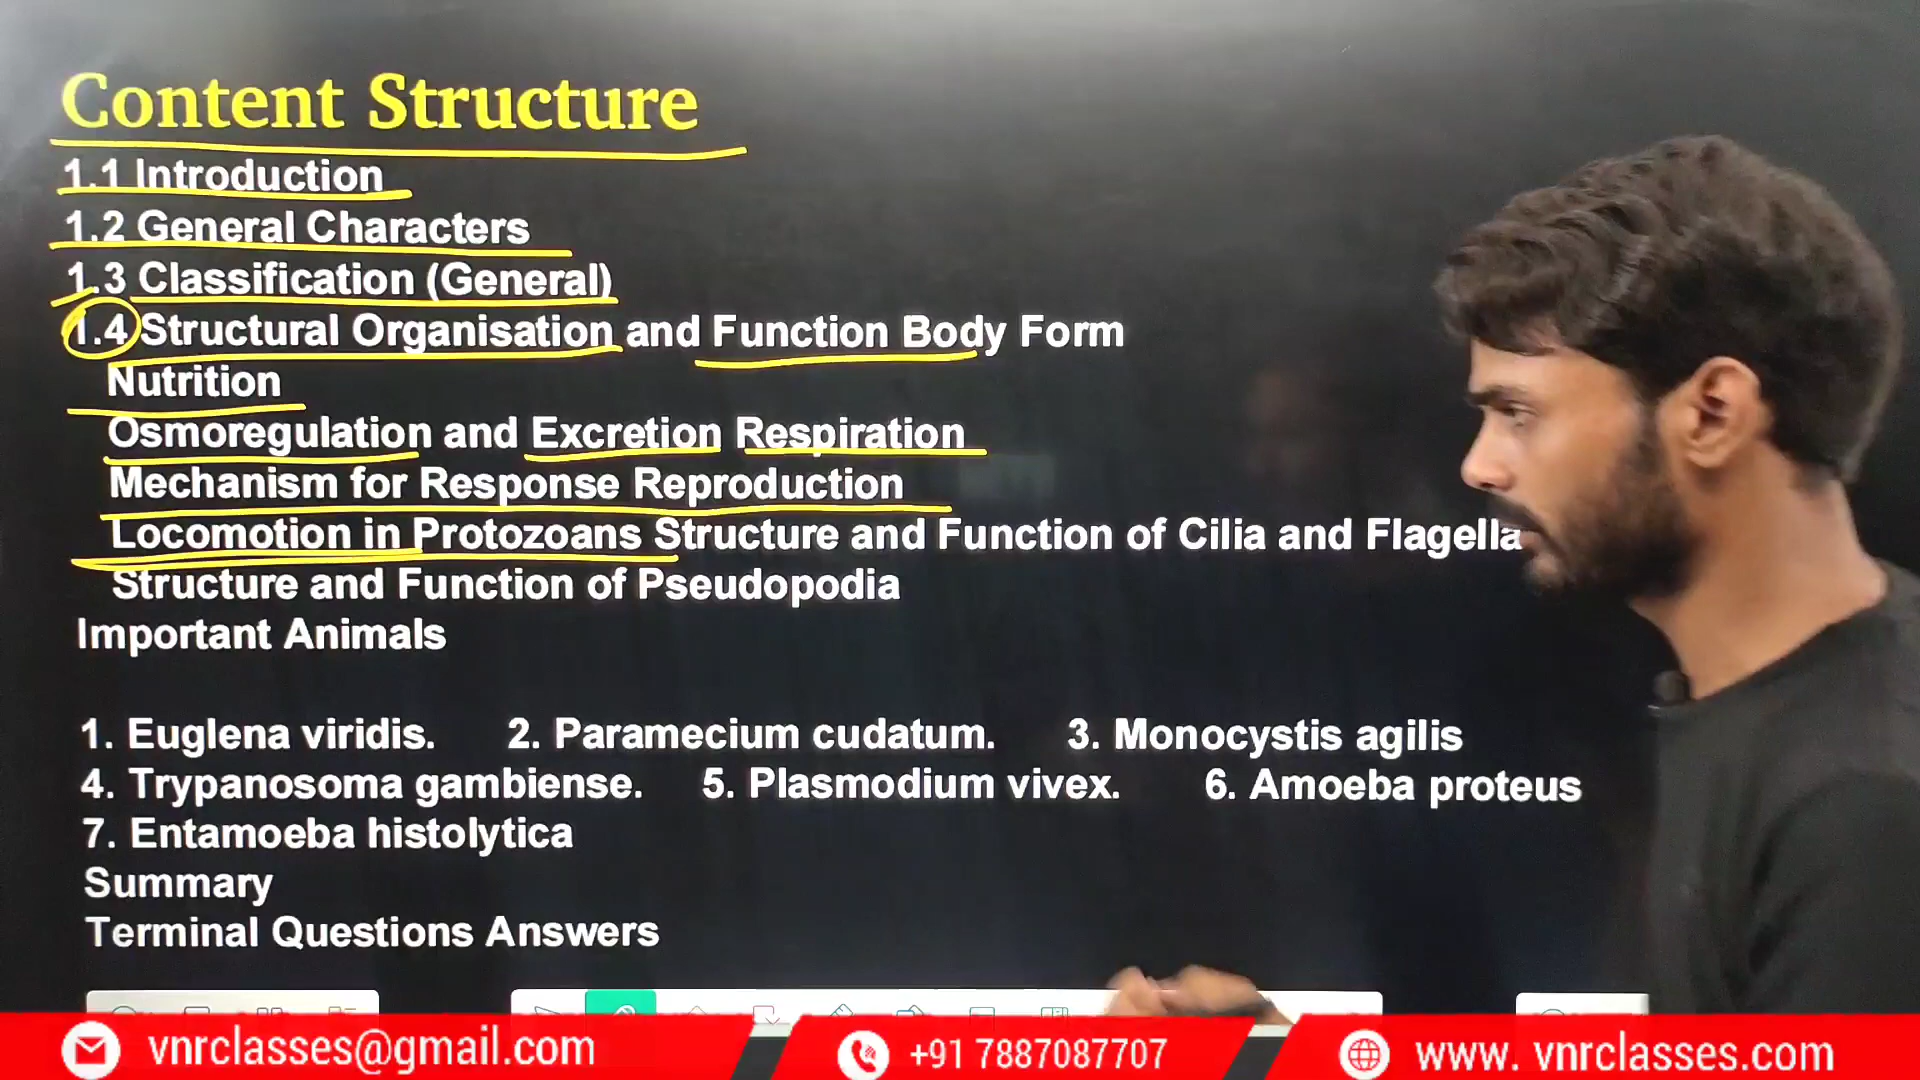 Content Structure
1.1 Introduction
1.2 General Characters
1.3 Classification (General)
1.4 Structural Organisation and Function Body Form
Nutrition
Osmoregulation and Excretion Respiration
Mechanism for Response Reproduction
Locomotion in Protozoans Structure and Function of Cilia and Flagella
Structure and Function of Pseudopodia
Important Animals
1. Euglena viridis. 2. Paramecium cudatum. 3. Monocystis agilis
4. Trypanosoma gambiense. 5. Plasmodium vivex. 6. Amoeba proteus
7. Entamoeba histolytica
Summary
Terminal Questions Answers
vnrclasses@gmail.com +91 7887087707 www. vnrclasses.com